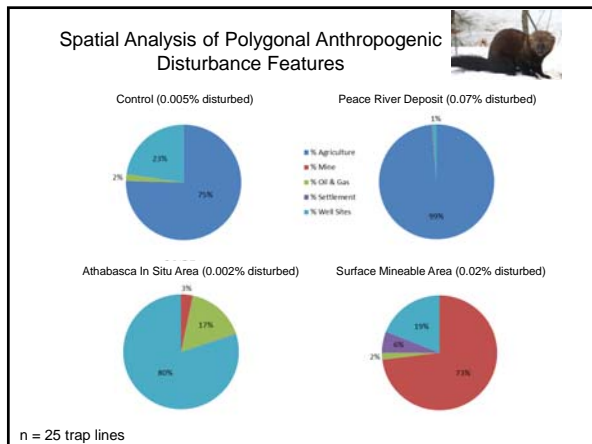 Spatial Analysis of Polygonal Anthropogenic
Disturbance Features
Control (0.005% disturbed)
Peace River Deposit (0.07% disturbed)
23%
2%
75%
% Agriculture
% Mine
% Oil & Gas
% Settlement
% Well Sites
1%
99%
Athabasca In Situ Area (0.002% disturbed)
Surface Mineable Area (0.02% disturbed)
3%
17%
80%
19%
6%
2%
73%
n = 25 trap lines